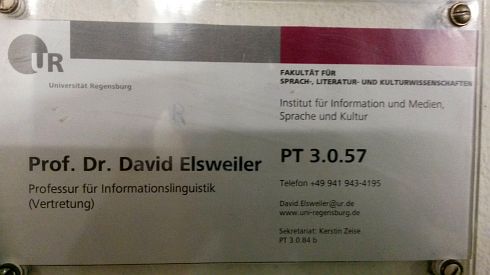 UR
Universität Regensburg
FAKULTÄT FÜR
SPRACH-, LITERATUR- UND KULTURWISSENSCHAFTEN
Institut für Information und Medien,
Sprache und Kultur
Prof. Dr. David Elsweiler
Professur für Informationslinguistik
(Vertretung)
PT 3.0.57
Telefon +49 941 943-4195
David.Elsweiler@ur.de
www.uni-regensburg.de
Sekretariat: Kerstin Zeise
PT 3.0.84 b